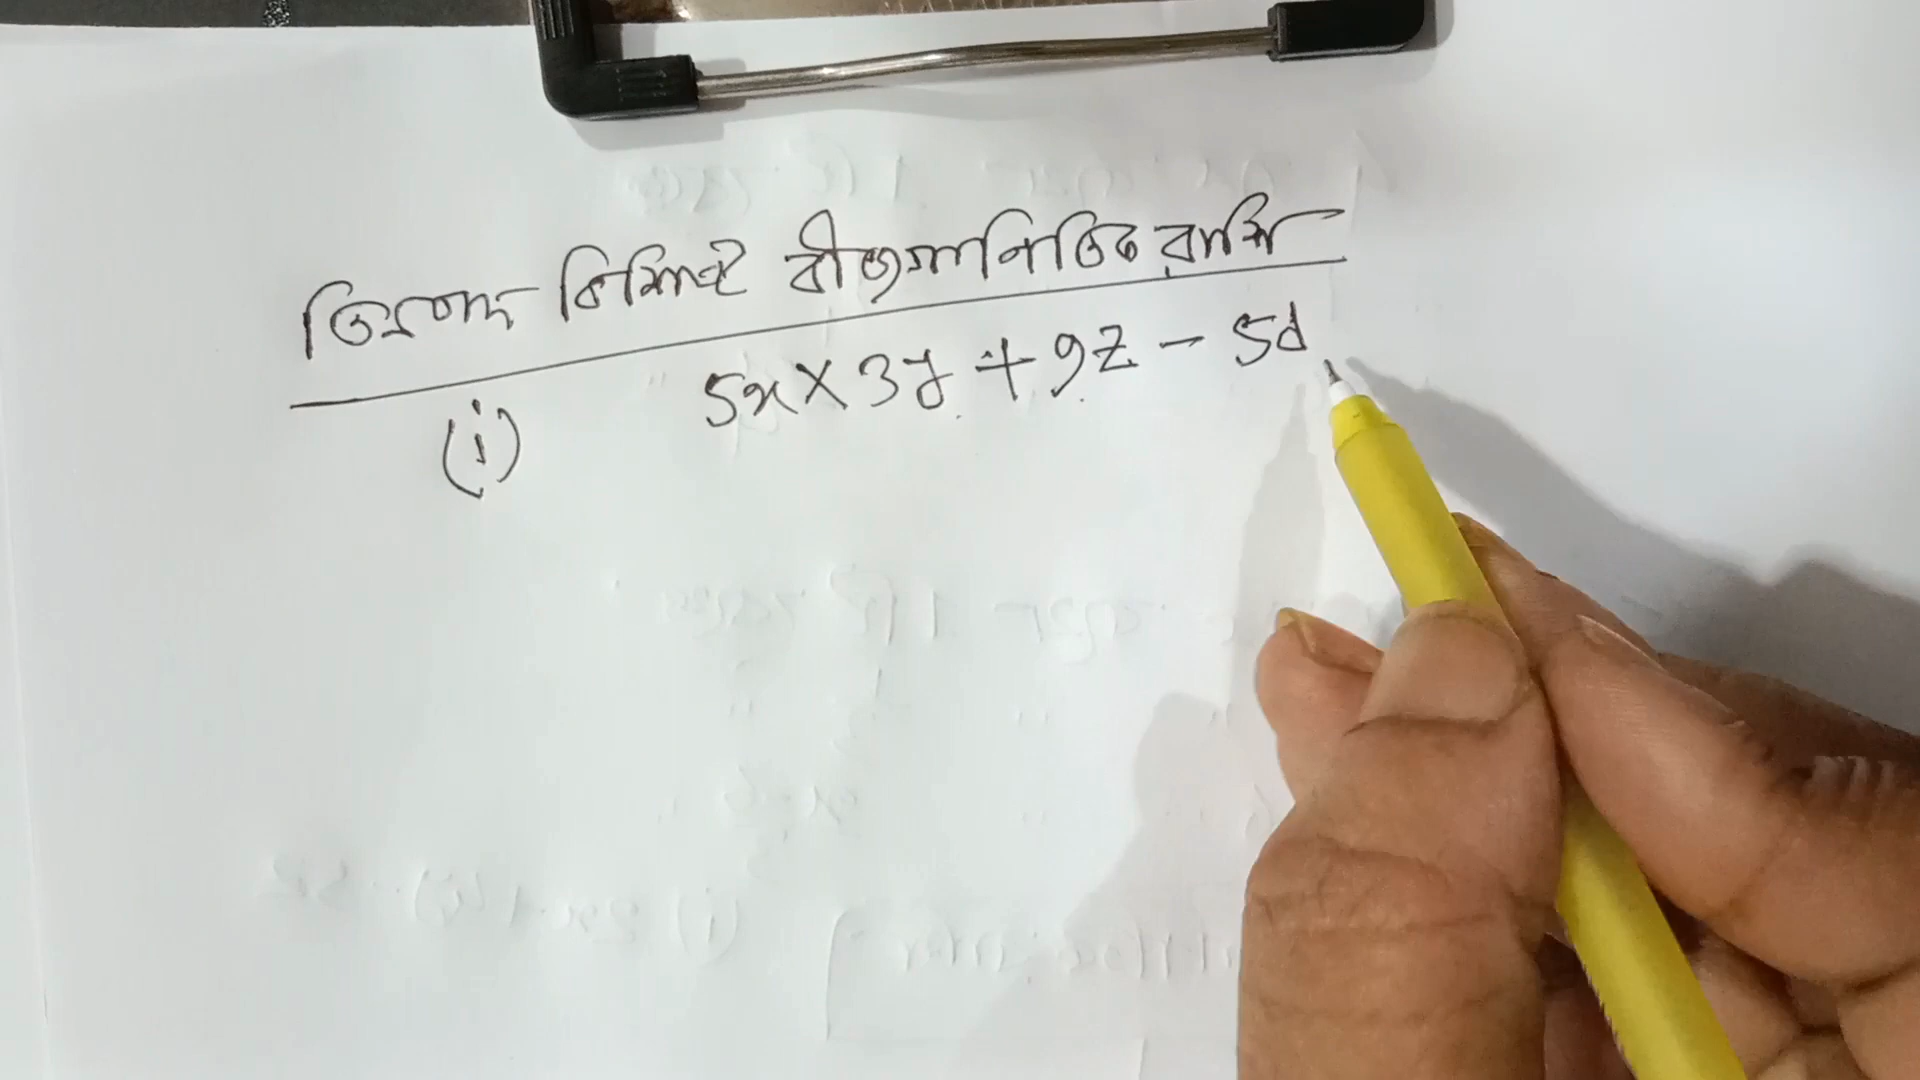 তিনপদ বিশিষ্ট বীজগানিতিক রাশি
(i) 5x × 3y + 9z - 5d